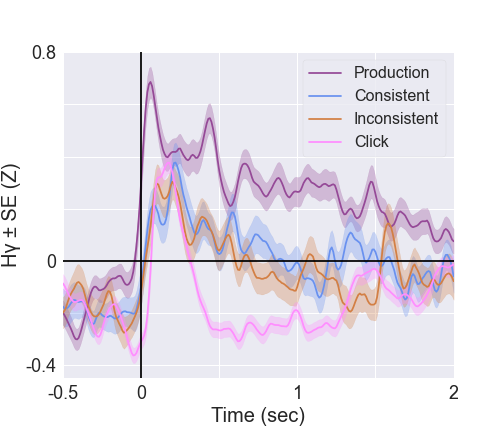 0.8
Production
Consistent
Inconsistent
Click
Hγ ± SE (Z)
0
-0.4
-0.5 0 1 2
Time (sec)